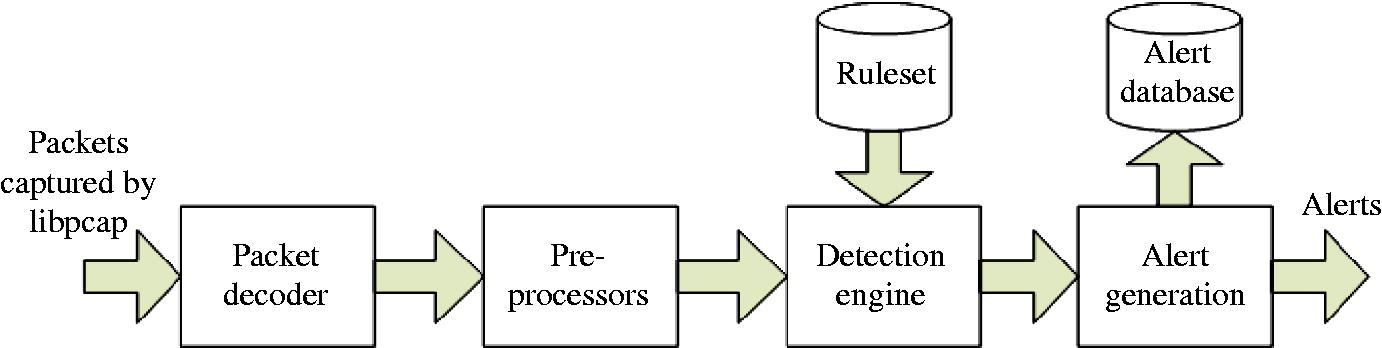 Packets
captured by
libpcap
Packet
decoder
Pre-
processors
Ruleset
Detection
engine
Alert
database
Alert
generation
Alerts